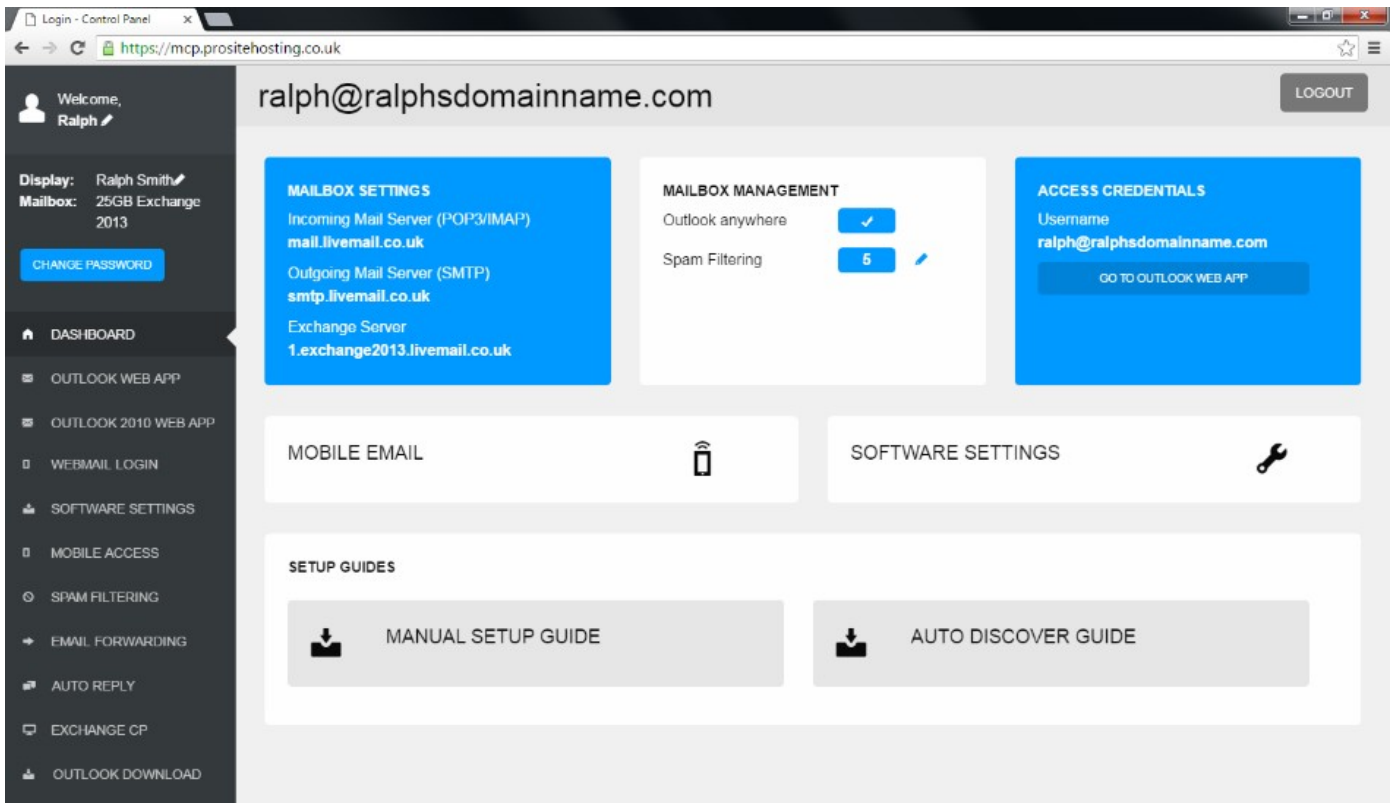 Login - Control Panel
https://mcp.prositehosting.co.uk
Welcome,
Ralph
Display: Ralph Smith
Mailbox: 25GB Exchange
2013
CHANGE PASSWORD
DASHBOARD
OUTLOOK WEB APP
OUTLOOK 2010 WEB APP
WEBMAIL LOGIN
SOFTWARE SETTINGS
MOBILE ACCESS
SPAM FILTERING
EMAIL FORWARDING
AUTO REPLY
EXCHANGE CP
OUTLOOK DOWNLOAD
ralph@ralphsdomainname.com
LOGOUT
MAILBOX SETTINGS
Incoming Mail Server (POP3/IMAP)
mail.livemail.co.uk
Outgoing Mail Server (SMTP)
smtp.livemail.co.uk
Exchange Server
1.exchange2013.livemail.co.uk
MAILBOX MANAGEMENT
Outlook anywhere
Spam Filtering 5
ACCESS CREDENTIALS
Username
ralph@ralphsdomainname.com
GO TO OUTLOOK WEB APP
MOBILE EMAIL
SOFTWARE SETTINGS
SETUP GUIDES
MANUAL SETUP GUIDE
AUTO DISCOVER GUIDE